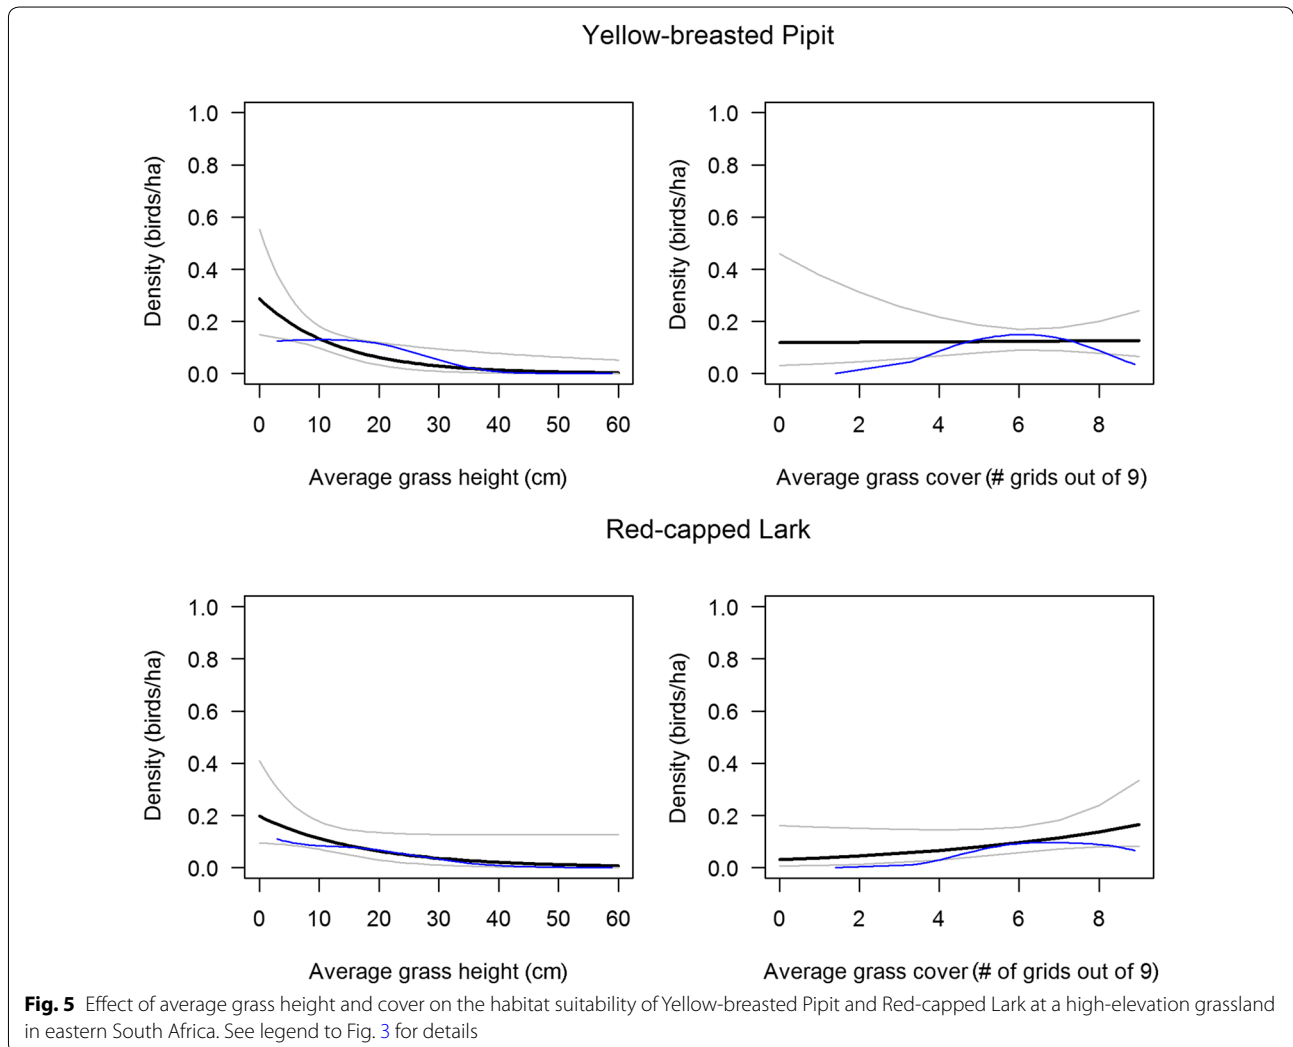 Yellow-breasted Pipit
1.0
0.8
0.6
0.4
0.2
0.0
Density (birds/ha)
0 10 20 30 40 50 60
Average grass height (cm)
1.0
0.8
0.6
0.4
0.2
0.0
Density (birds/ha)
0 2 4 6 8
Average grass cover (# grids out of 9)
Red-capped Lark
1.0
0.8
0.6
0.4
0.2
0.0
Density (birds/ha)
0 10 20 30 40 50 60
Average grass height (cm)
1.0
0.8
0.6
0.4
0.2
0.0
Density (birds/ha)
0 2 4 6 8
Average grass cover (# of grids out of 9)
Fig. 5 Effect of average grass height and cover on the habitat suitability of Yellow-breasted Pipit and Red-capped Lark at a high-elevation grassland
in eastern South Africa. See legend to Fig. 3 for details